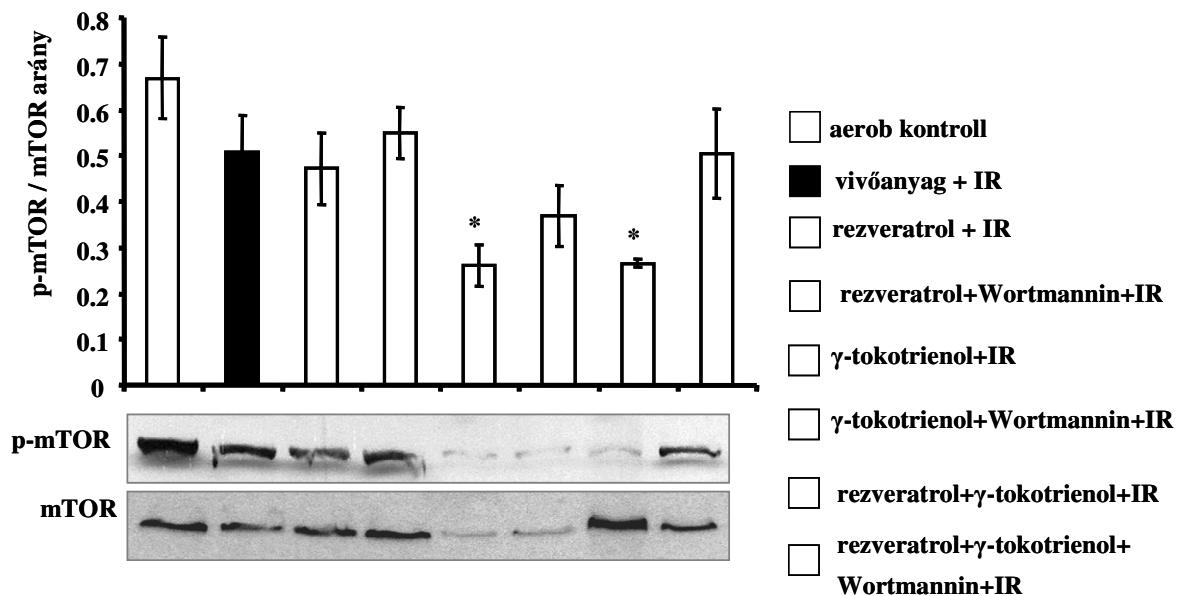 p-mTOR / mTOR arány
0.8
0.7
0.6
0.5
0.4
0.3
0.2
0.1
0
*
*
p-mTOR
mTOR
aerob kontroll
vivőanyag + IR
rezveratrol + IR
rezveratrol+Wortmannin+IR
γ-tokotrienol+IR
γ-tokotrienol+Wortmannin+IR
rezveratrol+γ-tokotrienol+IR
rezveratrol+γ-tokotrienol+
Wortmannin+IR